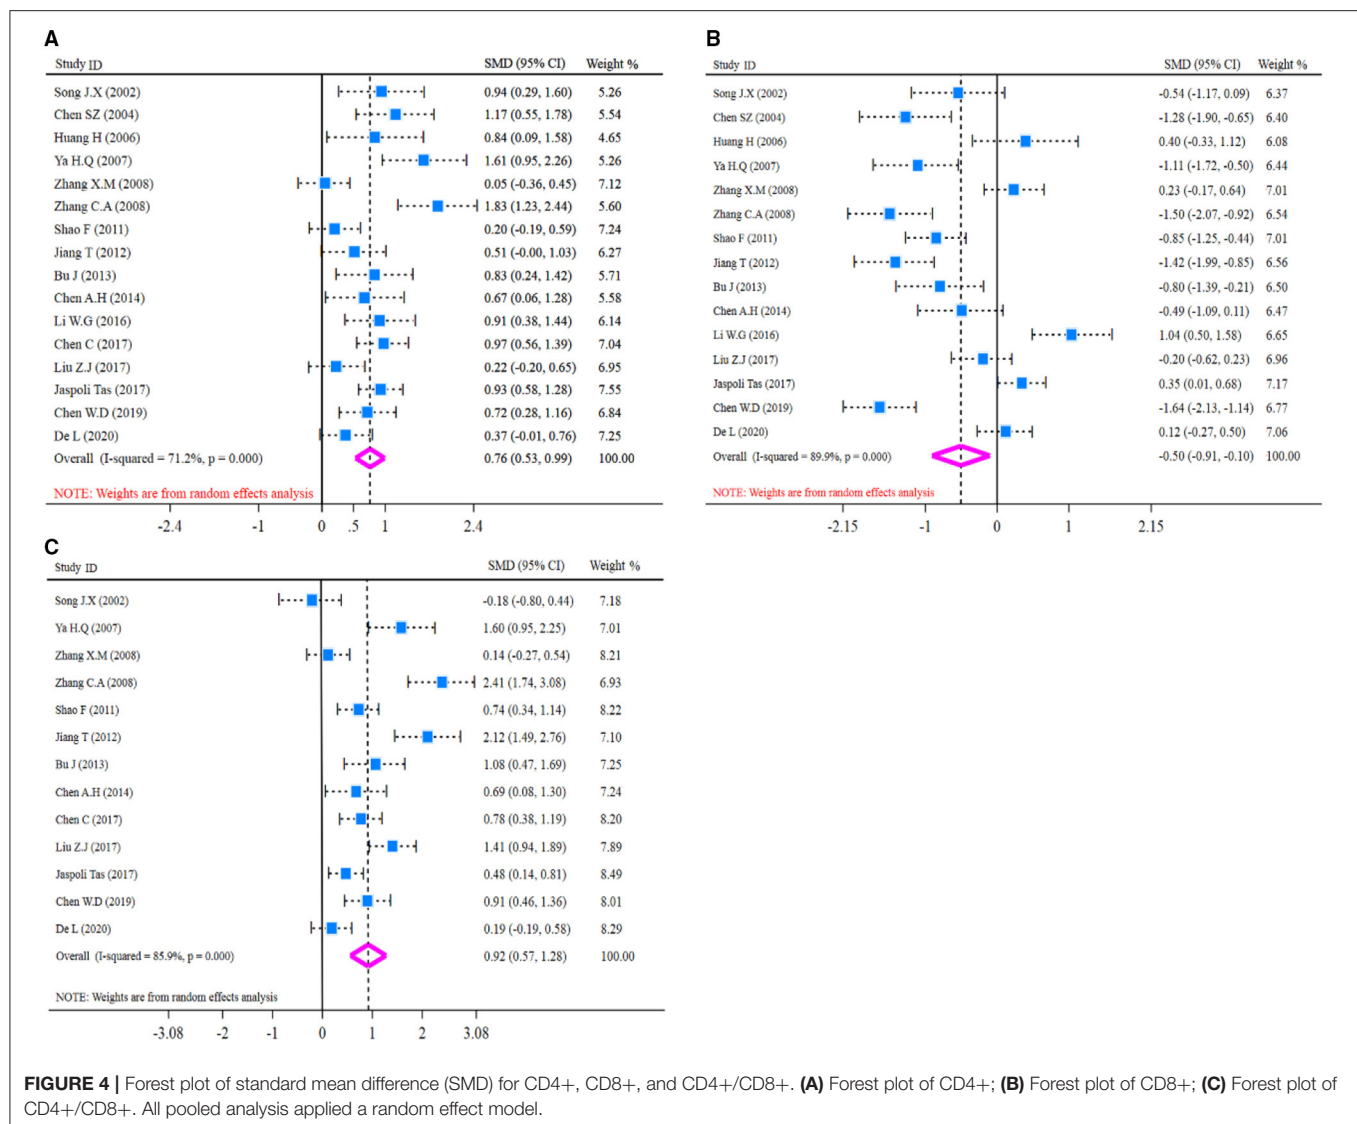 A
Study ID SMD (95% CI) Weight %
Song J.X (2002) 0.94 (0.29, 1.60) 5.26
Chen SZ (2004) 1.17 (0.55, 1.78) 5.54
Huang H (2006) 0.84 (0.09, 1.58) 4.65
Ya H.Q (2007) 1.61 (0.95, 2.26) 5.26
Zhang X.M (2008) 0.05 (-0.36, 0.45) 7.12
Zhang C.A (2008) 1.83 (1.23, 2.44) 5.60
Shao F (2011) 0.20 (-0.19, 0.59) 7.24
Jiang T (2012) 0.51 (-0.00, 1.03) 6.27
Bu J (2013) 0.83 (0.24, 1.42) 5.71
Chen A.H (2014) 0.67 (0.06, 1.28) 5.58
Li W.G (2016) 0.91 (0.38, 1.44) 6.14
Chen C (2017) 0.97 (0.56, 1.39) 7.04
Liu Z.J (2017) 0.22 (-0.20, 0.65) 6.95
Jaspoli Tas (2017) 0.93 (0.58, 1.28) 7.55
Chen W.D (2019) 0.72 (0.28, 1.16) 6.84
De L (2020) 0.37 (-0.01, 0.76) 7.25
Overall (I-squared = 71.2%, p = 0.000) 0.76 (0.53, 0.99) 100.00
NOTE: Weights are from random effects analysis
-2.4 -1 0 .5 1 2.4
B
Study ID SMD (95% CI) Weight %
Song J.X (2002) -0.54 (-1.17, 0.09) 6.37
Chen SZ (2004) -1.28 (-1.90, -0.65) 6.40
Huang H (2006) 0.40 (-0.33, 1.12) 6.08
Ya H.Q (2007) -1.11 (-1.72, -0.50) 6.44
Zhang X.M (2008) 0.23 (-0.17, 0.64) 7.01
Zhang C.A (2008) -1.50 (-2.07, -0.92) 6.54
Shao F (2011) -0.85 (-1.25, -0.44) 7.01
Jiang T (2012) -1.42 (-1.99, -0.85) 6.56
Bu J (2013) -0.80 (-1.39, -0.21) 6.50
Chen A.H (2014) -0.49 (-1.09, 0.11) 6.47
Li W.G (2016) 1.04 (0.50, 1.58) 6.65
Liu Z.J (2017) -0.20 (-0.62, 0.23) 6.96
Jaspoli Tas (2017) 0.35 (0.01, 0.68) 7.17
Chen W.D (2019) -1.64 (-2.13, -1.14) 6.77
De L (2020) 0.12 (-0.27, 0.50) 7.06
Overall (I-squared = 89.9%, p = 0.000) -0.50 (-0.91, -0.10) 100.00
NOTE: Weights are from random effects analysis
-2.15 -1 0 1 2.15
C
Study ID SMD (95% CI) Weight %
Song J.X (2002) -0.18 (-0.80, 0.44) 7.18
Ya H.Q (2007) 1.60 (0.95, 2.25) 7.01
Zhang X.M (2008) 0.14 (-0.27, 0.54) 8.21
Zhang C.A (2008) 2.41 (1.74, 3.08) 6.93
Shao F (2011) 0.74 (0.34, 1.14) 8.22
Jiang T (2012) 2.12 (1.49, 2.76) 7.10
Bu J (2013) 1.08 (0.47, 1.69) 7.25
Chen A.H (2014) 0.69 (0.08, 1.30) 7.24
Chen C (2017) 0.78 (0.38, 1.19) 8.20
Liu Z.J (2017) 1.41 (0.94, 1.89) 7.89
Jaspoli Tas (2017) 0.48 (0.14, 0.81) 8.49
Chen W.D (2019) 0.91 (0.46, 1.36) 8.01
De L (2020) 0.19 (-0.19, 0.58) 8.29
Overall (I-squared = 85.9%, p = 0.000) 0.92 (0.57, 1.28) 100.00
NOTE: Weights are from random effects analysis
-3.08 -2 -1 0 1 2 3.08
FIGURE 4 | Forest plot of standard mean difference (SMD) for CD4+, CD8+, and CD4+/CD8+. (A) Forest plot of CD4+; (B) Forest plot of CD8+; (C) Forest plot of
CD4+/CD8+. All pooled analysis applied a random effect model.